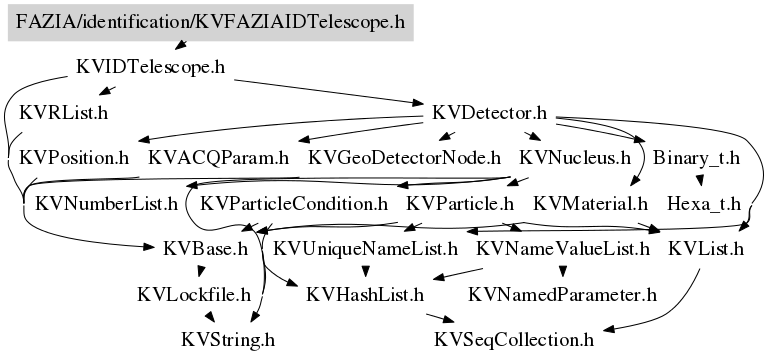 FAZIA/identification/KVFAZIAIDTelescope.h
KVIDTelescope.h
KVRList.h
KVDetector.h
KVPosition.h
KVACQParam.h
KVGeoDetectorNode.h
KVNucleus.h
Binary_t.h
KVNumberList.h
KVParticleCondition.h
KVParticle.h
KVMaterial.h
Hexa_t.h
KVBase.h
KVUniqueNameList.h
KVNameValueList.h
KVList.h
KVLockfile.h
KVHashList.h
KVNamedParameter.h
KVString.h
KVSeqCollection.h